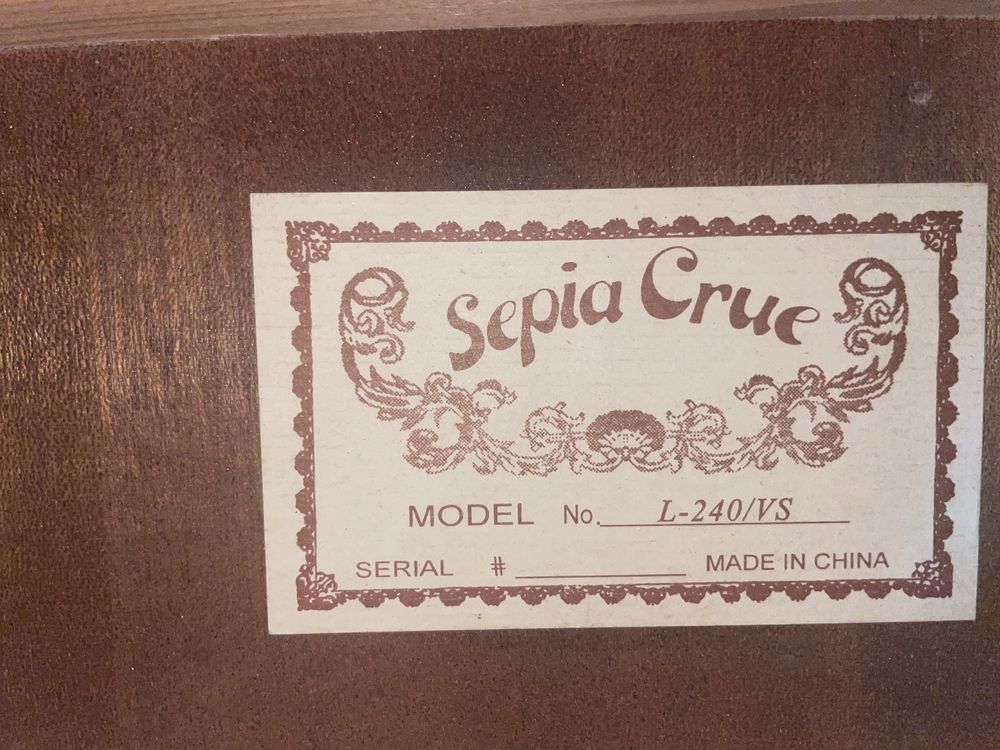 Sepia Crue
MODEL No. L-240/VS
SERIAL # MADE IN CHINA